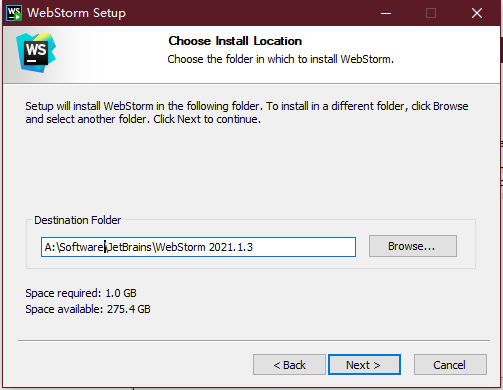 WS WebStorm Setup
WS
Choose Install Location
Choose the folder in which to install WebStorm.
Setup will install WebStorm in the following folder. To install in a different folder, click Browse
and select another folder. Click Next to continue.
Destination Folder
A:\Software\JetBrains\WebStorm 2021.1.3
Browse...
Space required: 1.0 GB
Space available: 275.4 GB
< Back Next > Cancel